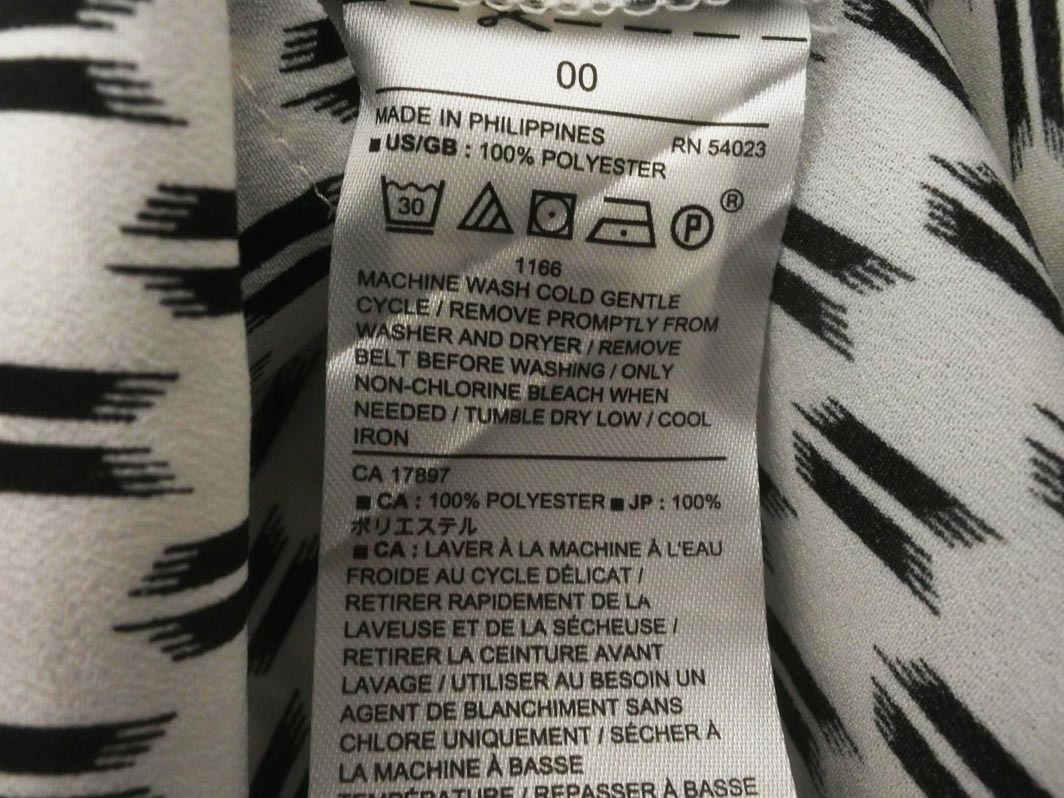 00
MADE IN PHILIPPINES RN 54023
■US/GB : 100% POLYESTER
30 P ®
1166
MACHINE WASH COLD GENTLE
CYCLE / REMOVE PROMPTLY FROM
WASHER AND DRYER / REMOVE
BELT BEFORE WASHING / ONLY
NON-CHLORINE BLEACH WHEN
NEEDED / TUMBLE DRY LOW / COOL
IRON
CA 17897
■ CA : 100% POLYESTER ■ JP : 100%
ポリエステル
■ CA : LAVER À LA MACHINE À L'EAU
FROIDE AU CYCLE DÉLICAT /
RETIRER RAPIDEMENT DE LA
LAVEUSE ET DE LA SÉCHEUSE /
RETIRER LA CEINTURE AVANT
LAVAGE / UTILISER AU BESOIN UN
AGENT DE BLANCHIMENT SANS
CHLORE UNIQUEMENT / SÉCHER À
LA MACHINE À BASSE
TEMPÉRATURE / REPASSER À BASSE